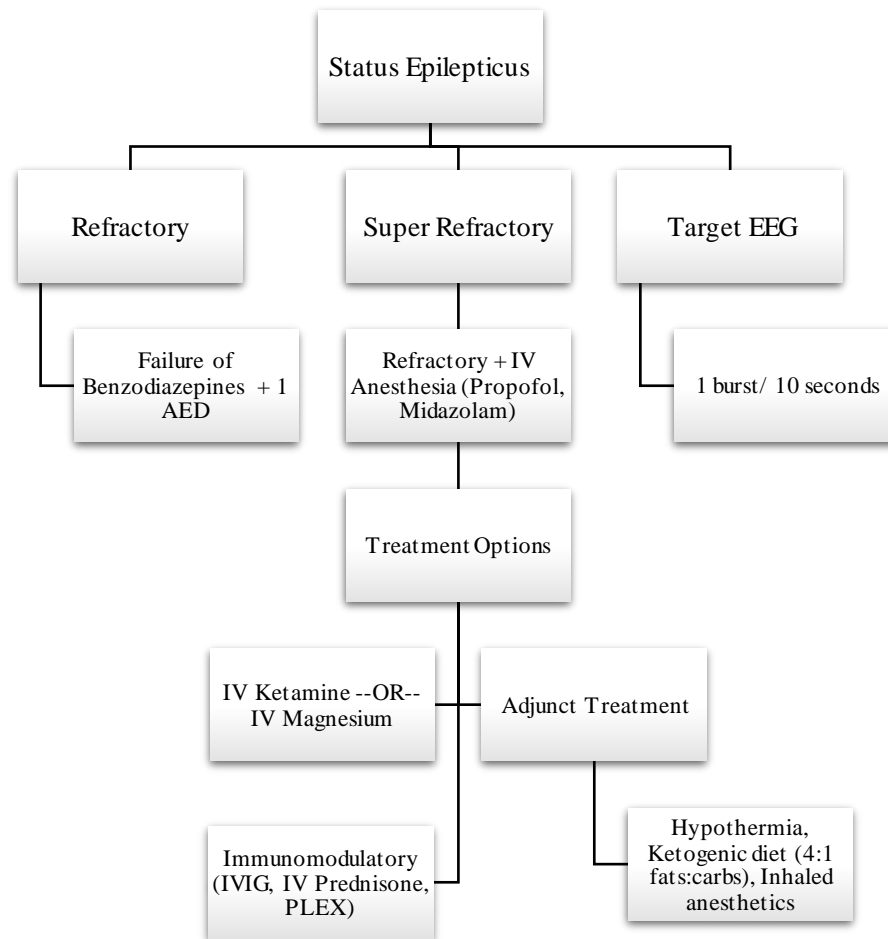 Status Epilepticus
Refractory
Super Refractory
Target EEG
Failure of
Benzodiazepines + 1
AED
Refractory + IV
Anesthesia (Propofol,
Midazolam)
1 burst/ 10 seconds
Treatment Options
IV Ketamine --OR--
IV Magnesium
Adjunct Treatment
Immunomodulatory
(IVIG, IV Prednisone,
PLEX)
Hypothermia,
Ketogenic diet (4:1
fats:carbs), Inhaled
anesthetics